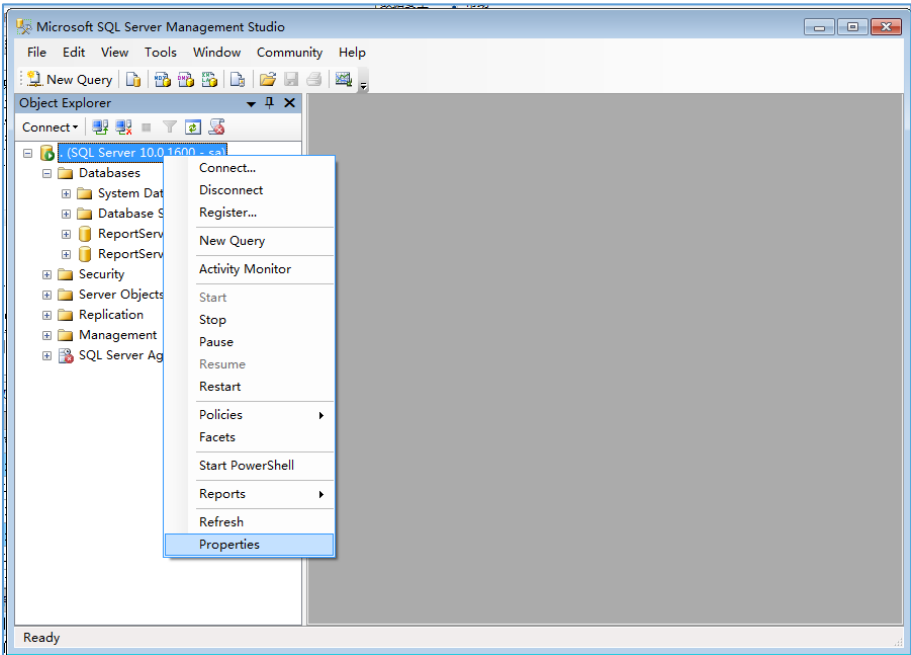 Microsoft SQL Server Management Studio
File Edit View Tools Window Community Help
New Query
Object Explorer
Connect
. (SQL Server 10.0.1600 - sa)
Databases
System Dat
Database S
ReportServ
ReportServ
Security
Server Objects
Replication
Management
SQL Server Ag
Connect...
Disconnect
Register...
New Query
Activity Monitor
Start
Stop
Pause
Resume
Restart
Policies
Facets
Start PowerShell
Reports
Refresh
Properties
Ready